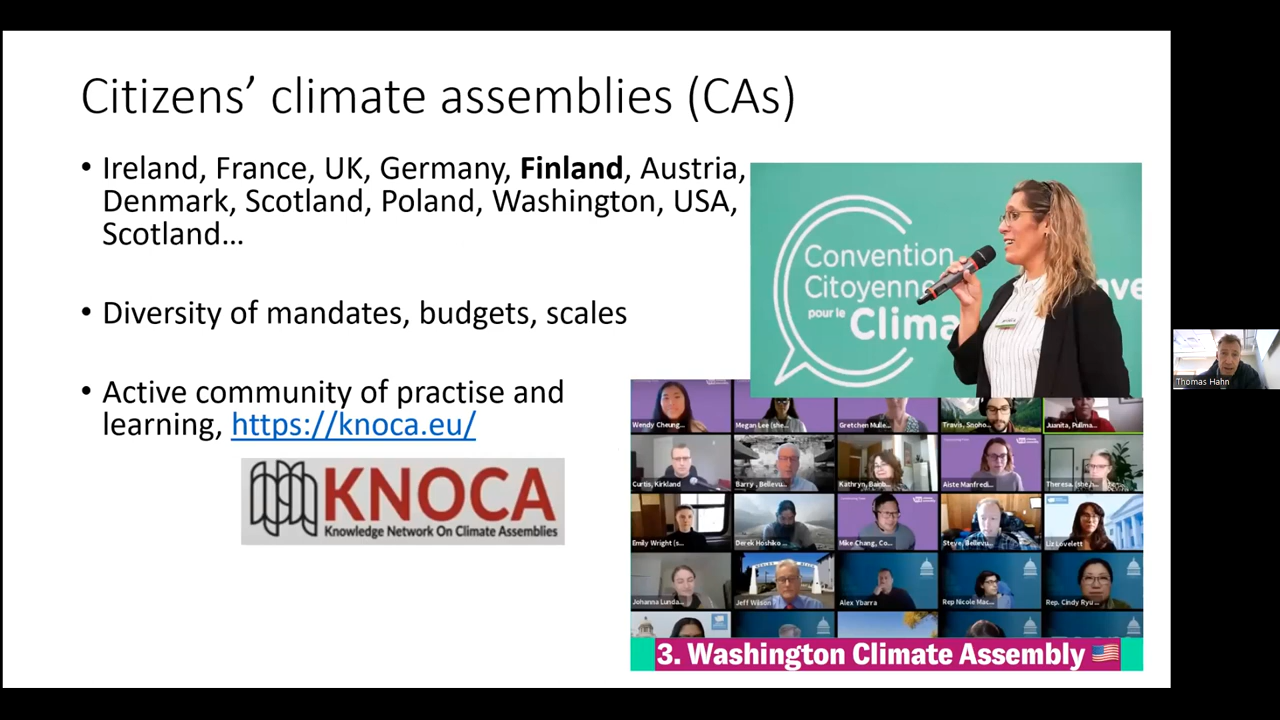 Citizens’ climate assemblies (CAs)
• Ireland, France, UK, Germany, Finland, Austria,
Denmark, Scotland, Poland, Washington, USA,
Scotland…
• Diversity of mandates, budgets, scales
• Active community of practise and
learning, https://knoca.eu/
KNOCA
Knowledge Network On Climate Assemblies
Convention
Citoyenne
pour le
Clima
nve
Thomas Hahn
Wendy Cheung...
Megan Lee (she...
Gretchen Mulle...
Travis, Snoho...
Juanita, Pullma...
Curtis, Kirkland
Barry , Bellevu...
Kathryn, Bainb...
Aiste Manfredi...
Theresa, (she/...
Emily Wright (s...
Derek Hoshiko ...
Mike Chang, Co...
Steve, Bellevu...
Liz Lovelett
Johanna Lunda...
Jeff Wilson
Alex Ybarra
Rep Nicole Mac...
Rep. Cindy Ryu ...
3. Washington Climate Assembly